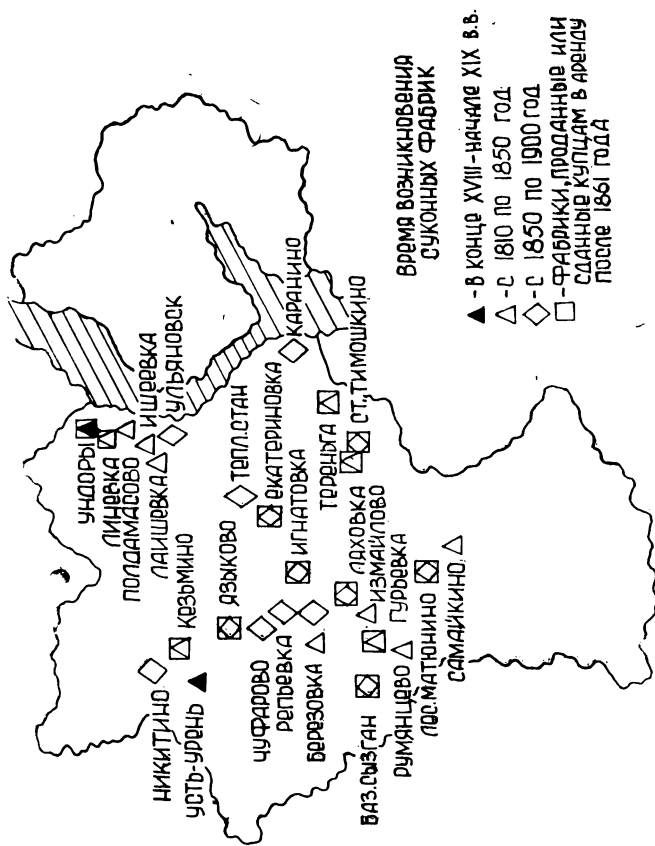 УНДОРЫ
ЛИНЕВКА
ПОЛДАМАСОВО
ИШЕЕВКА
ЛАИШЕВКА
УЛЬЯНОВСК
НИКИТИНО
КЕЗЬМИНО
УСТЬ-УРЕНЬ
ЯЗЫКОВО
ТЕПЛ.СТАН
ЧУФАРОВО
ЕКАТЕРИНОВКА
РЕПЬЕВКА
ИГНАТОВКА
КАРАНИНО
БЕРЕЗОВКА
ТЕРЕНЬГА
ЛАХОВКА
СТ.ТИМОШКИНО
ИЗМАЙЛОВО
БАЗ.СЫЗГАН
ГУРЬЕВКА
РУМЯНЦЕВО
ЛЕС.МАТЮНИНО
САМАЙКИНО
ВРЕМЯ ВОЗНИКНОВЕНИЯ
СУКОННЫХ ФАБРИК
- В КОНЦЕ XVIII-НАЧАЛЕ XIX В.В.
- С 1810 ПО 1850 ГОД
- С 1850 ПО 1900 ГОД
- ФАБРИКИ, ПРОДАННЫЕ ИЛИ
СДАННЫЕ КУПЦАМ В АРЕНДУ
ПОСЛЕ 1861 ГОДА